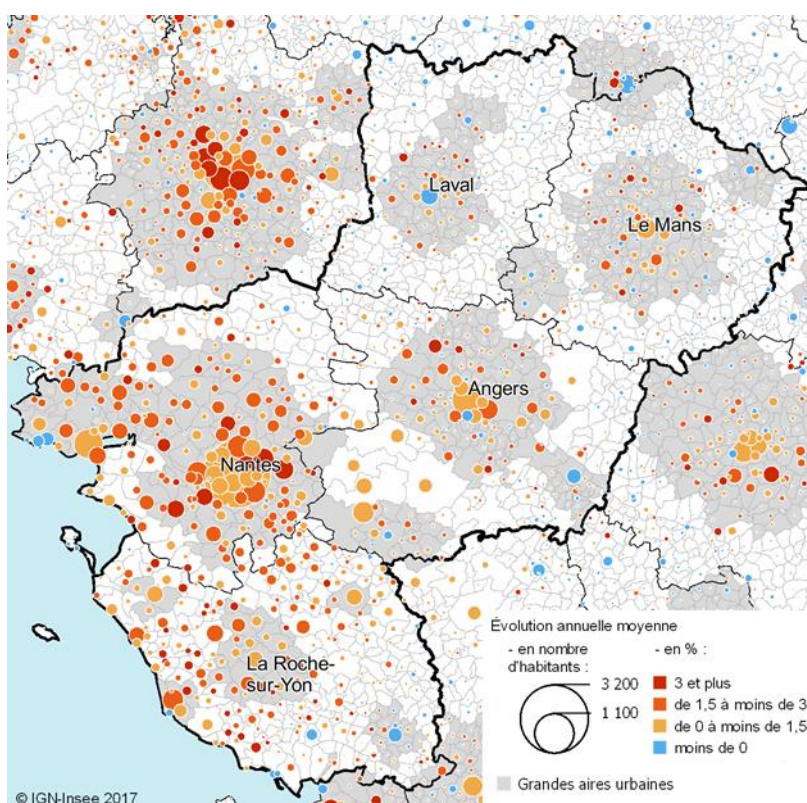 Laval
Le Mans
Angers
Nantes
La Roche-
sur-Yon
Évolution annuelle moyenne
- en nombre
d'habitants :
- en % :
3 200
1 100
3 et plus
de 1,5 à moins de 3
de 0 à moins de 1,5
moins de 0
Grandes aires urbaines
© IGN-Insee 2017